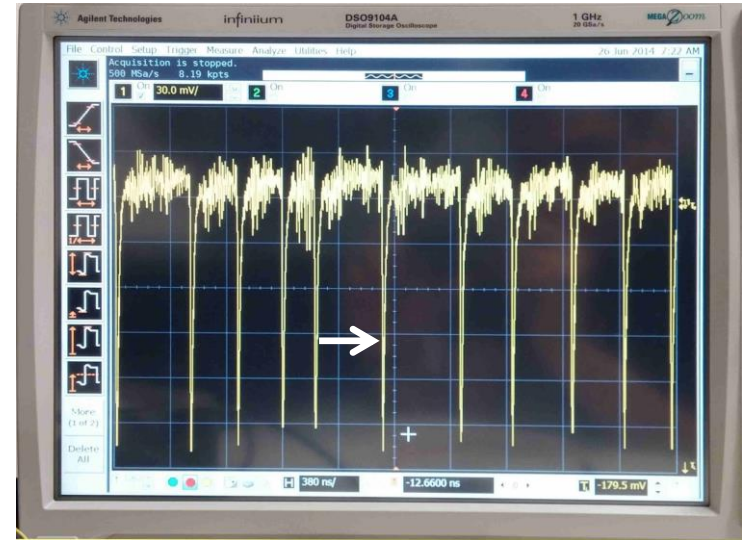 Agilent Technologies
infiniium
DSO9104A
Digital Storage Oscilloscope
1 GHz
20 GSa/s
MEGA Zoom
File Control Setup Trigger Measure Analyze Utilities Help
26 Jun 2014 7:22 AM
Acquisition is stopped.
500 MSa/s 8.19 kpts
1 On 30.0 mV/ 2 On 3 On 4 On
More
(1 of 2)
Delete
All
H 380 ns/ -12.6600 ns T -179.5 mV